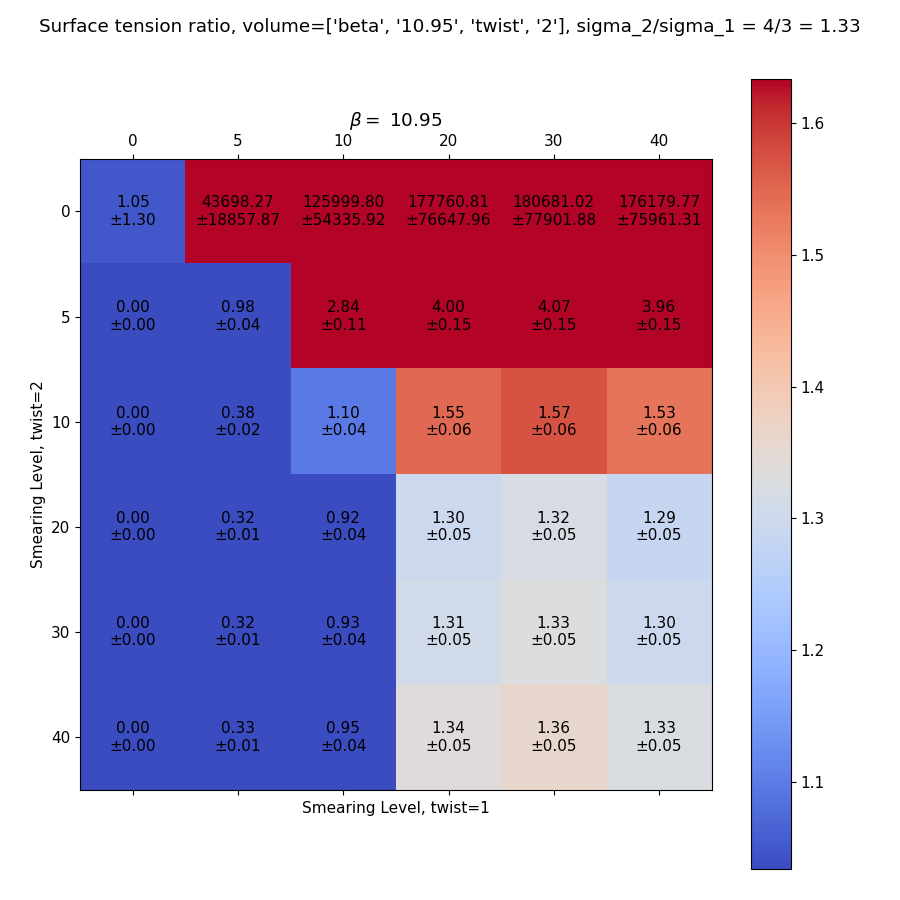 Surface tension ratio, volume=['beta', '10.95', 'twist', '2'], sigma_2/sigma_1 = 4/3 = 1.33
β = 10.95
0 5 10 20 30 40
0 1.05 43698.27 125999.80 177760.81 180681.02 176179.77
±1.30 ±18857.87 ±54335.92 ±76647.96 ±77901.88 ±75961.31
5 0.00 0.98 2.84 4.00 4.07 3.96
±0.00 ±0.04 ±0.11 ±0.15 ±0.15 ±0.15
10 0.00 0.38 1.10 1.55 1.57 1.53
±0.00 ±0.02 ±0.04 ±0.06 ±0.06 ±0.06
20 0.00 0.32 0.92 1.30 1.32 1.29
±0.00 ±0.01 ±0.04 ±0.05 ±0.05 ±0.05
30 0.00 0.32 0.93 1.31 1.33 1.30
±0.00 ±0.01 ±0.04 ±0.05 ±0.05 ±0.05
40 0.00 0.33 0.95 1.34 1.36 1.33
±0.00 ±0.01 ±0.04 ±0.05 ±0.05 ±0.05
Smearing Level, twist=2
Smearing Level, twist=1
1.6
1.5
1.4
1.3
1.2
1.1